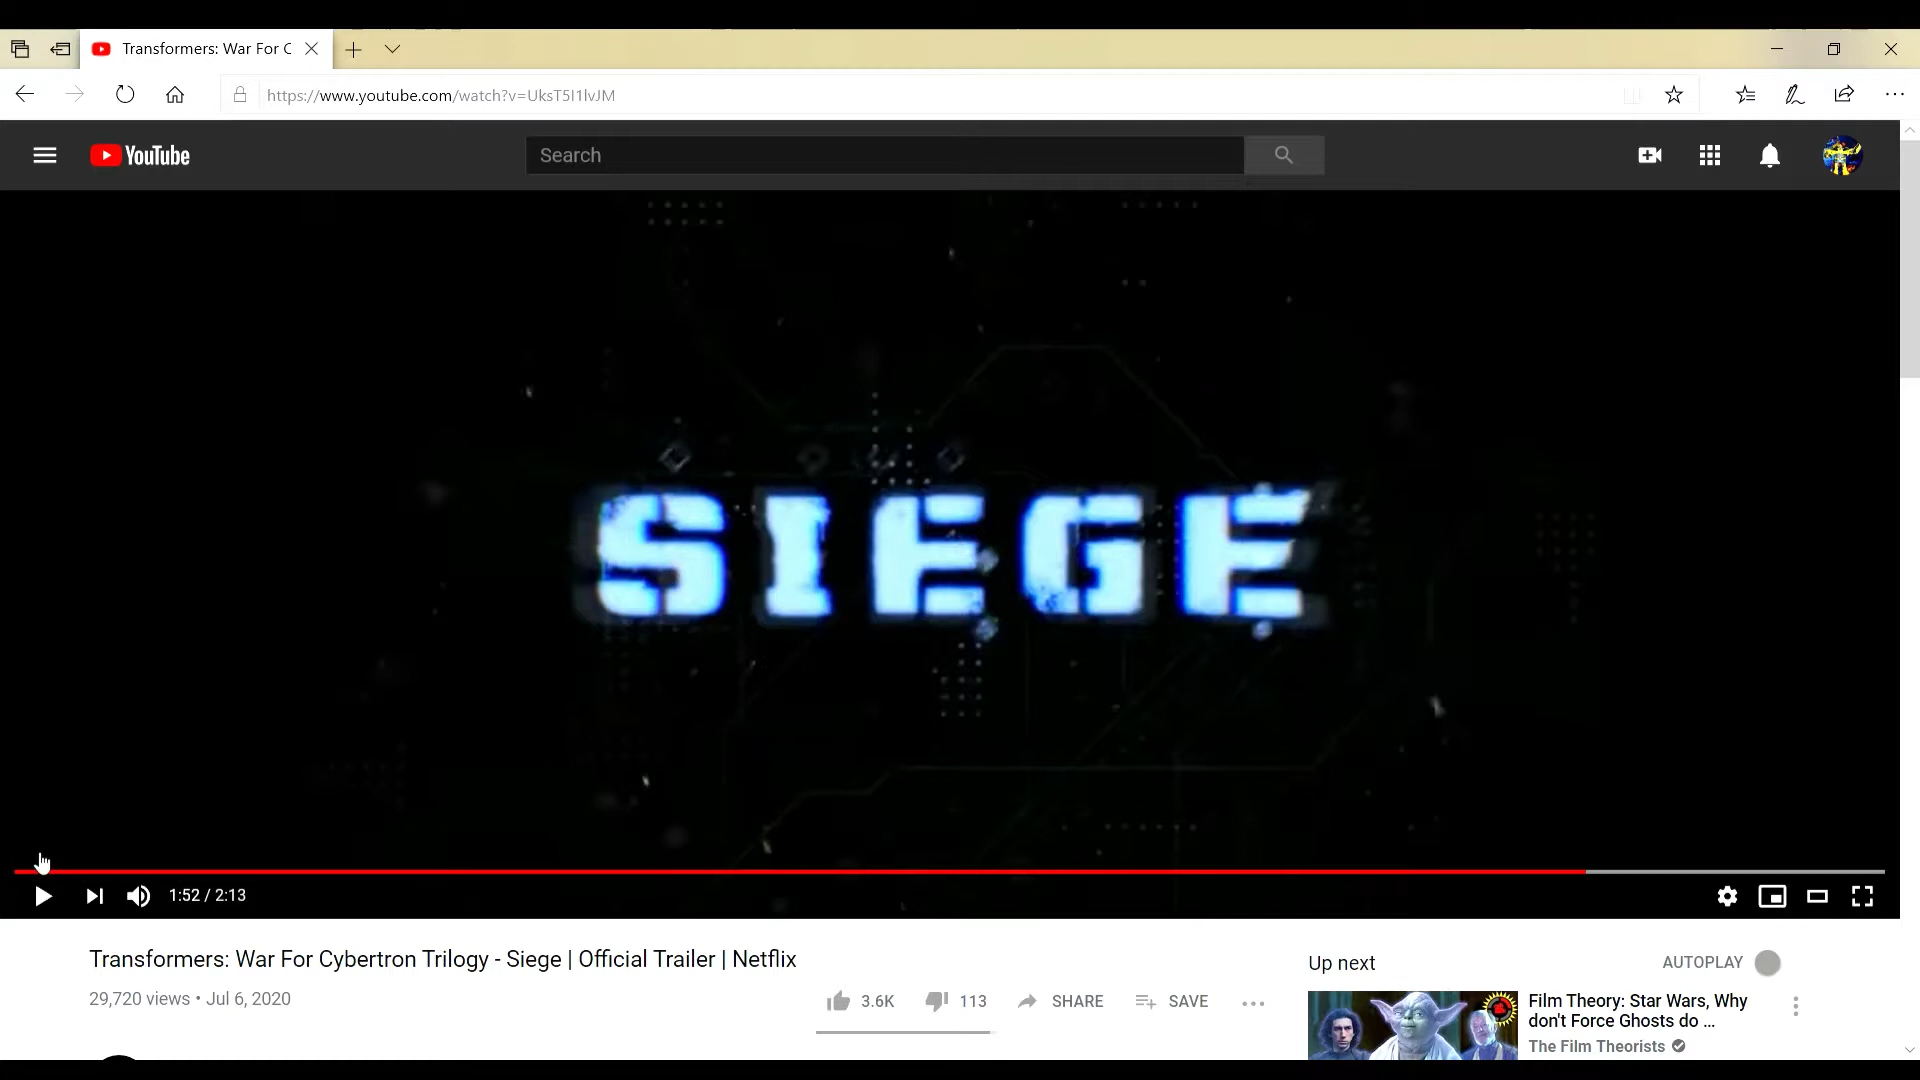 Transformers: War For C
https://www.youtube.com/watch?v=UksT5I1lvJM
YouTube
Search
SIEGE
1:52 / 2:13
Transformers: War For Cybertron Trilogy - Siege | Official Trailer | Netflix
29,720 views • Jul 6, 2020
3.6K
113
SHARE
SAVE
Up next
AUTOPLAY
Film Theory: Star Wars, Why
don't Force Ghosts do ...
The Film Theorists